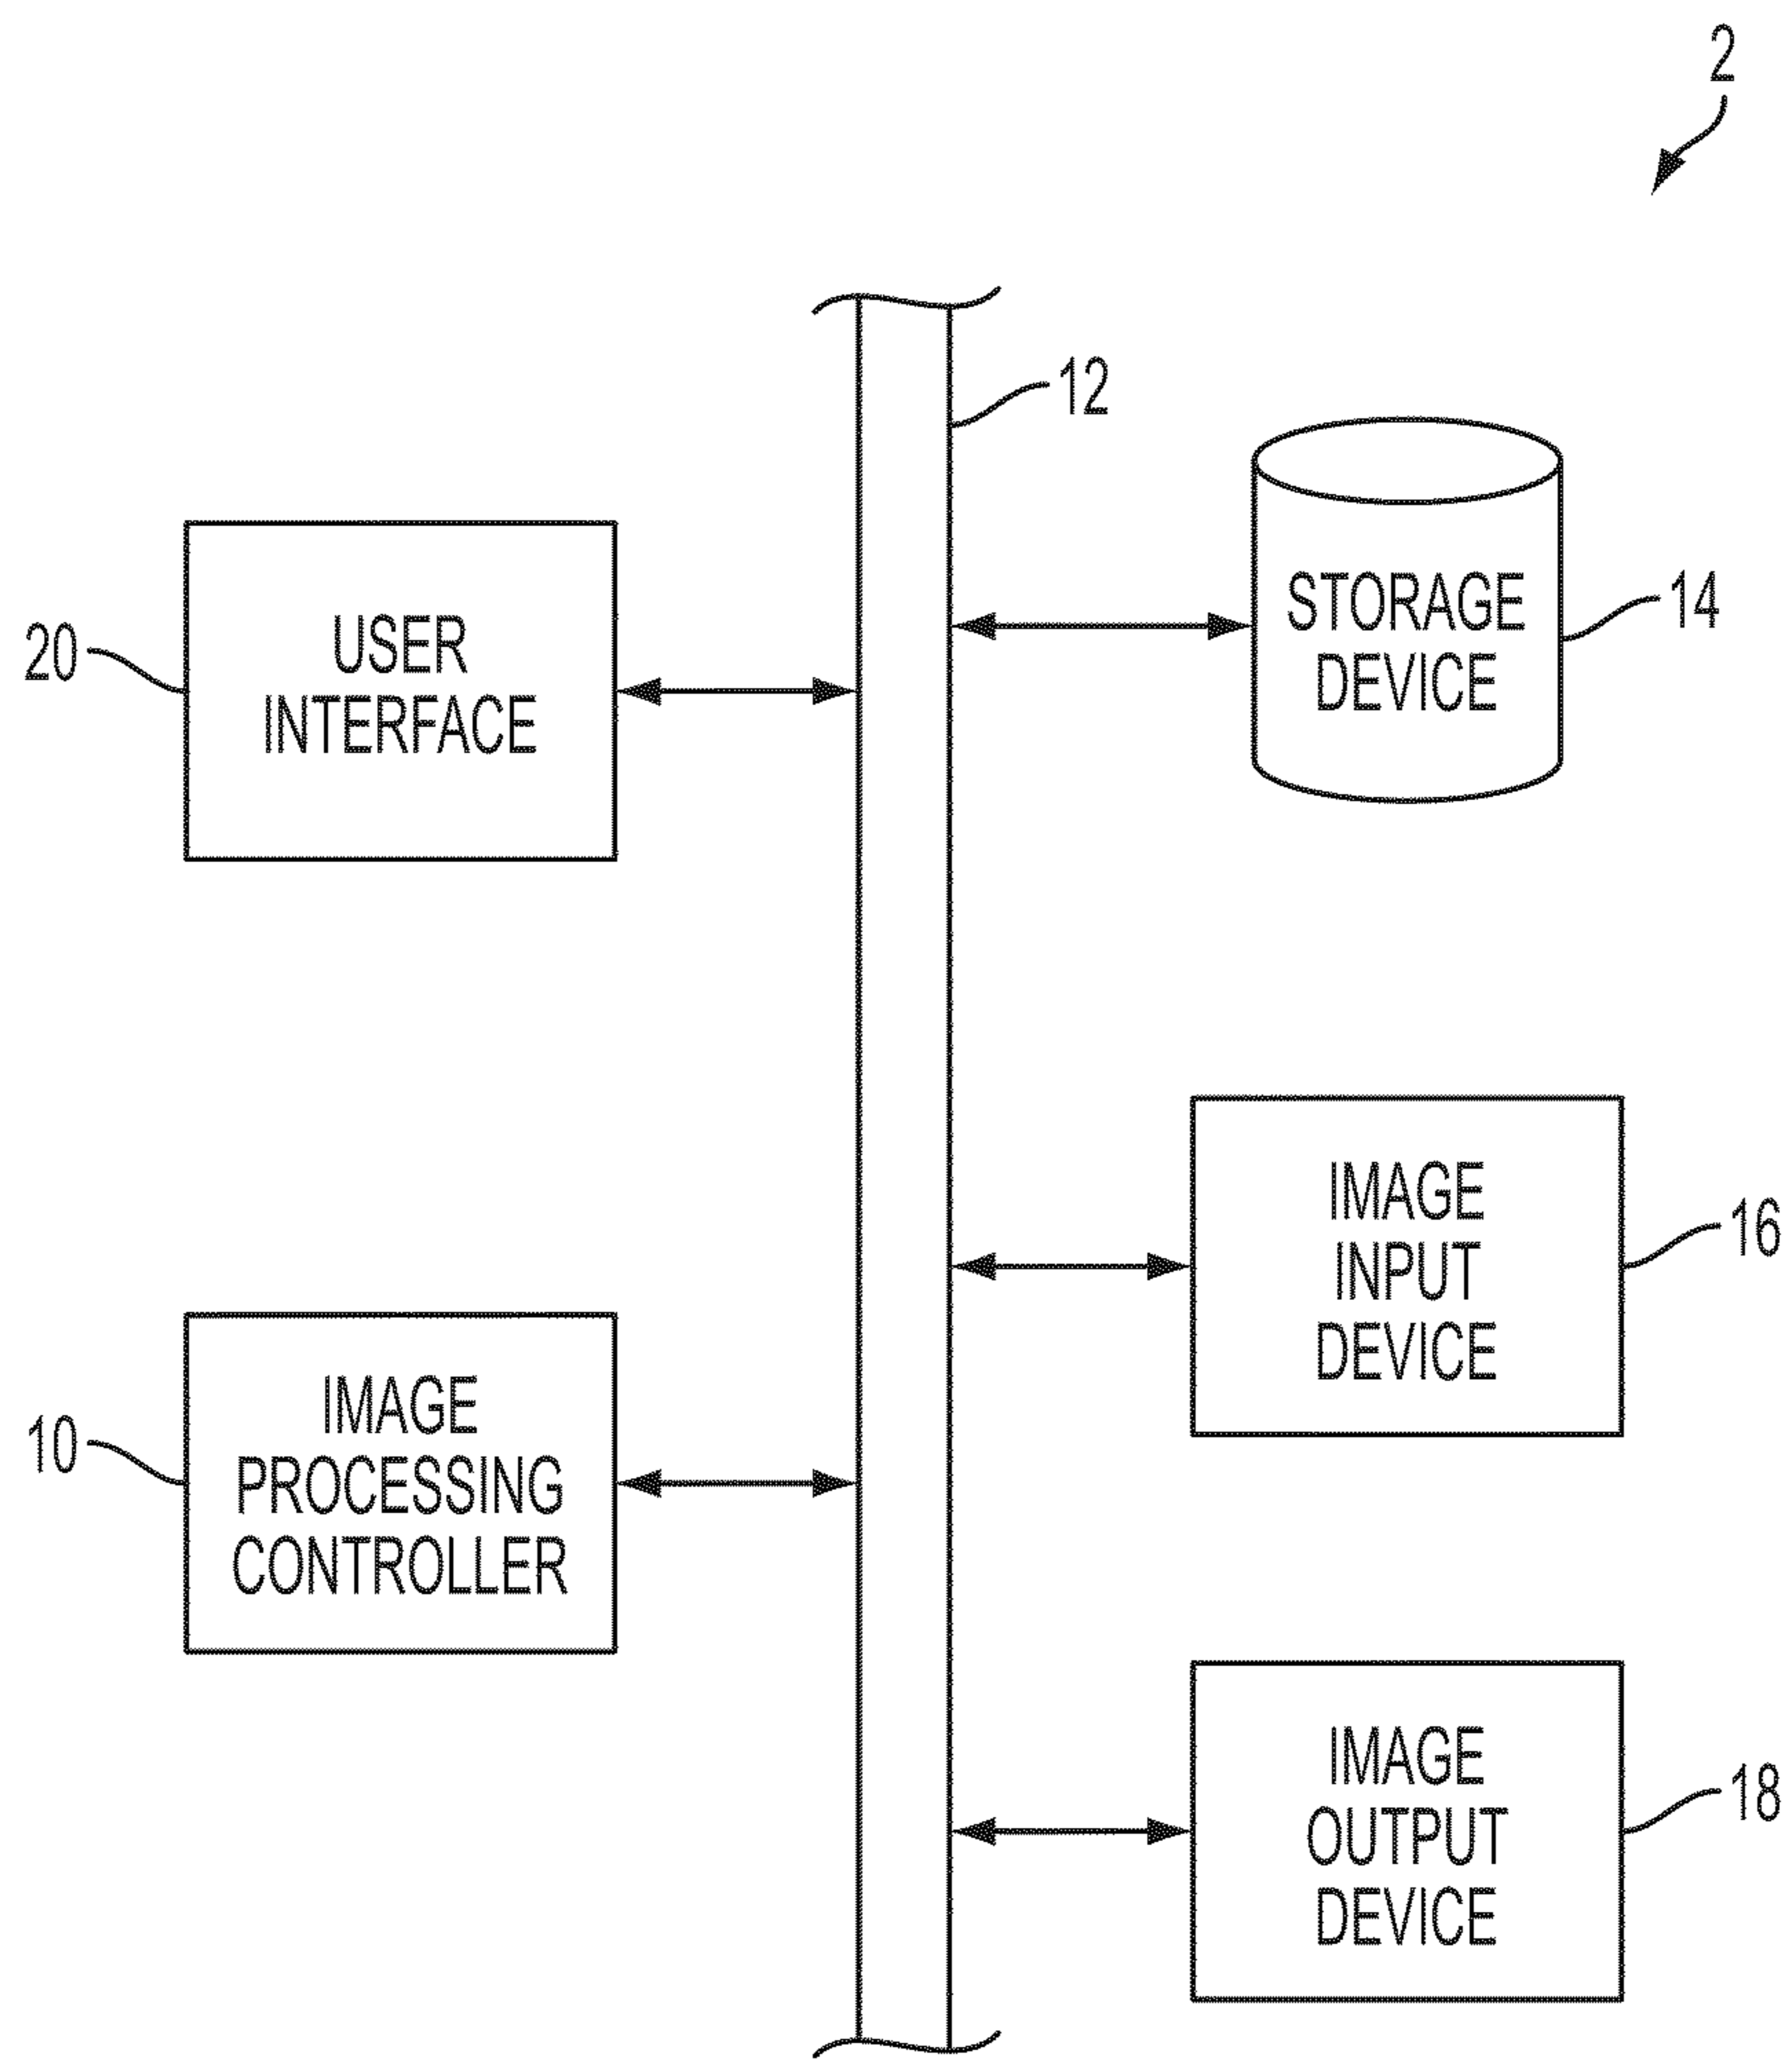 2
12
STORAGE
DEVICE
14
20
USER
INTERFACE
IMAGE
INPUT
DEVICE
16
10
IMAGE
PROCESSING
CONTROLLER
IMAGE
OUTPUT
DEVICE
18